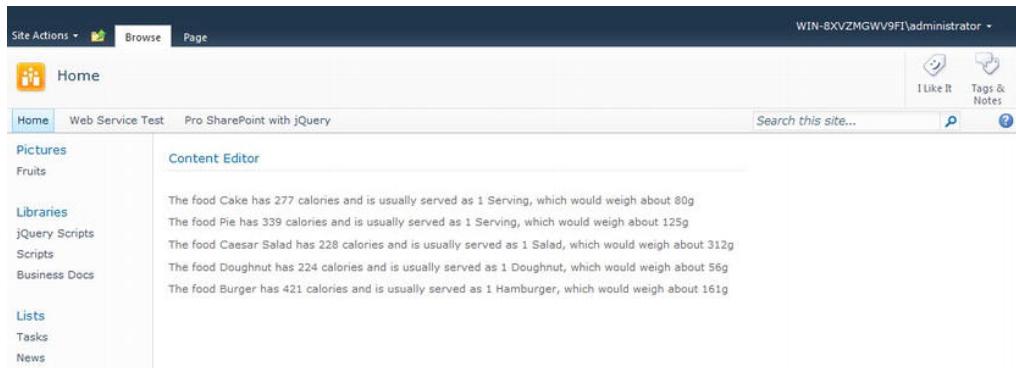 WIN-8XVZMGWV9FI\administrator
Site Actions
Browse
Page
Home
I Like It
Tags &
Notes
Home
Web Service Test
Pro SharePoint with jQuery
Search this site...
Pictures
Fruits
Libraries
jQuery Scripts
Scripts
Business Docs
Lists
Tasks
News
Content Editor
The food Cake has 277 calories and is usually served as 1 Serving, which would weigh about 80g
The food Pie has 339 calories and is usually served as 1 Serving, which would weigh about 125g
The food Caesar Salad has 228 calories and is usually served as 1 Salad, which would weigh about 312g
The food Doughnut has 224 calories and is usually served as 1 Doughnut, which would weigh about 56g
The food Burger has 421 calories and is usually served as 1 Hamburger, which would weigh about 161g